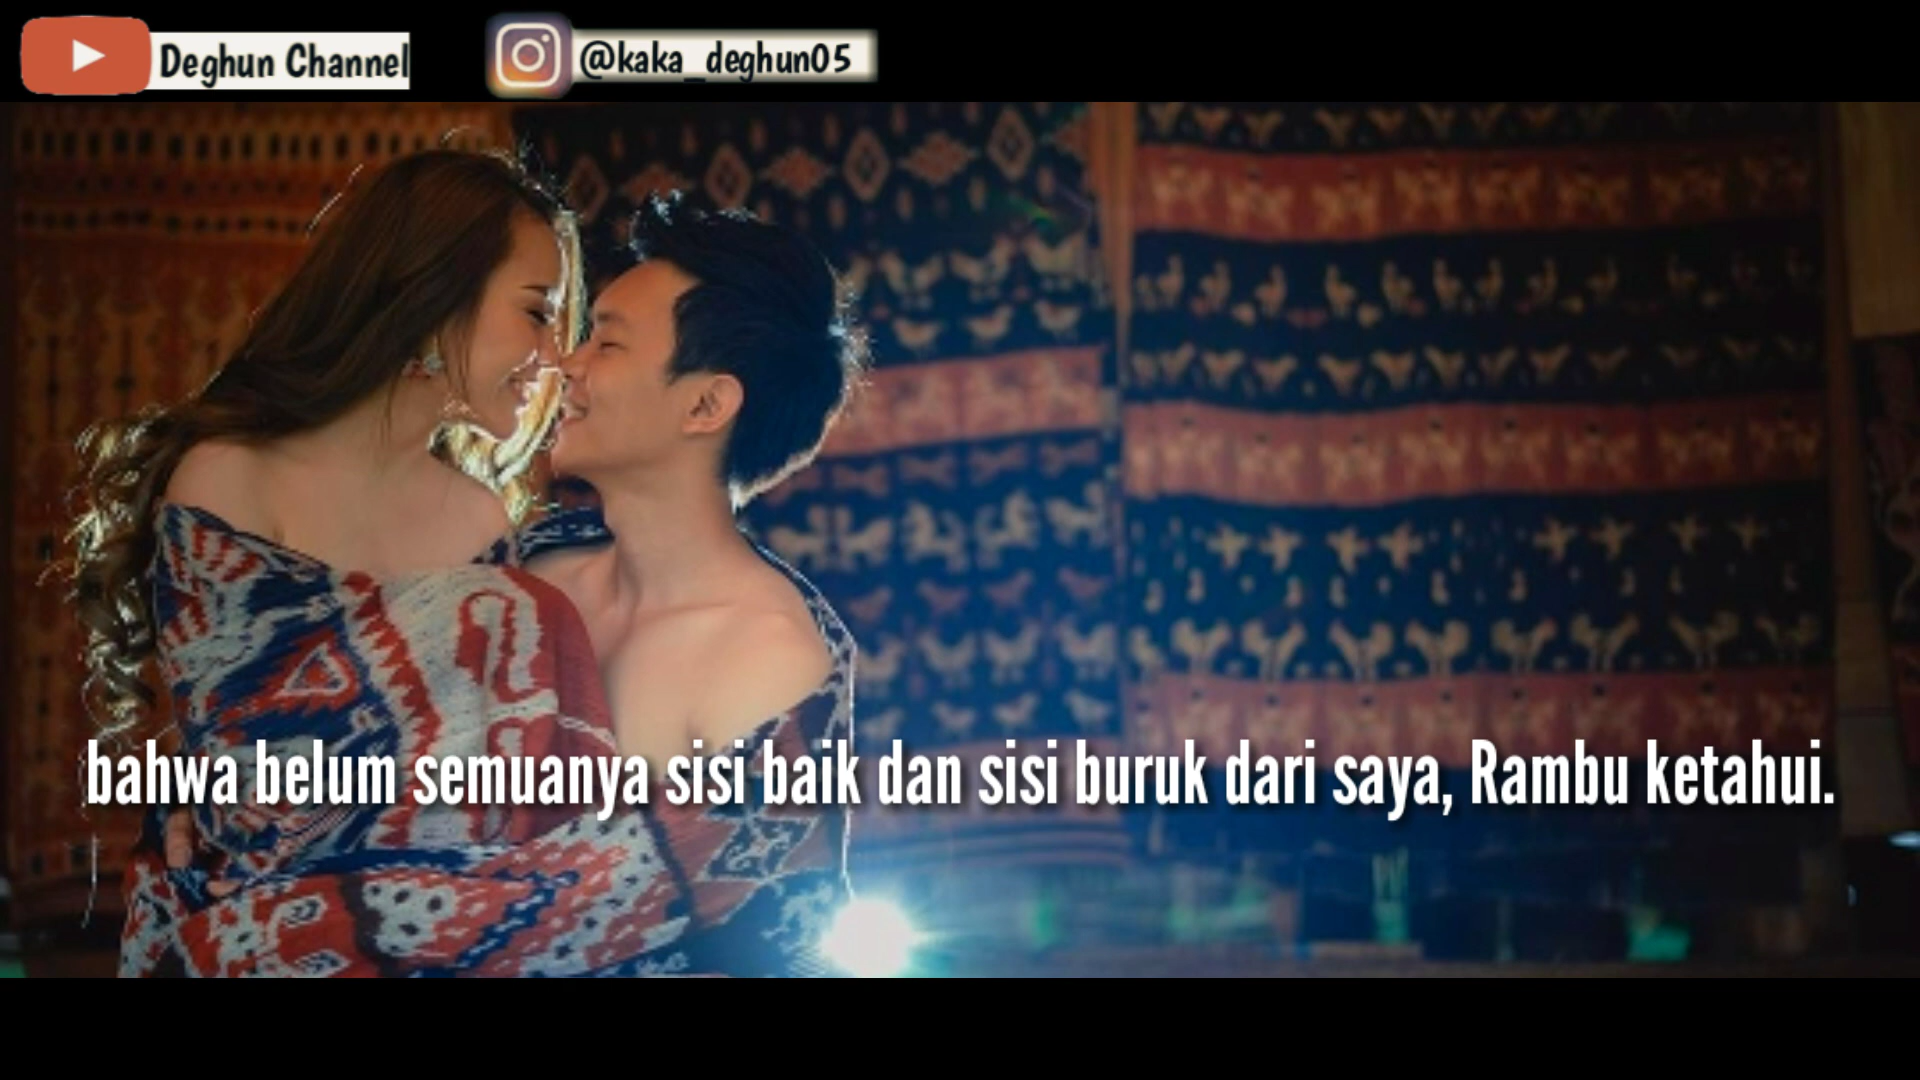 Deghun Channel
@kaka_deghun05
bahwa belum semuanya sisi baik dan sisi buruk dari saya, Rambu ketahui.